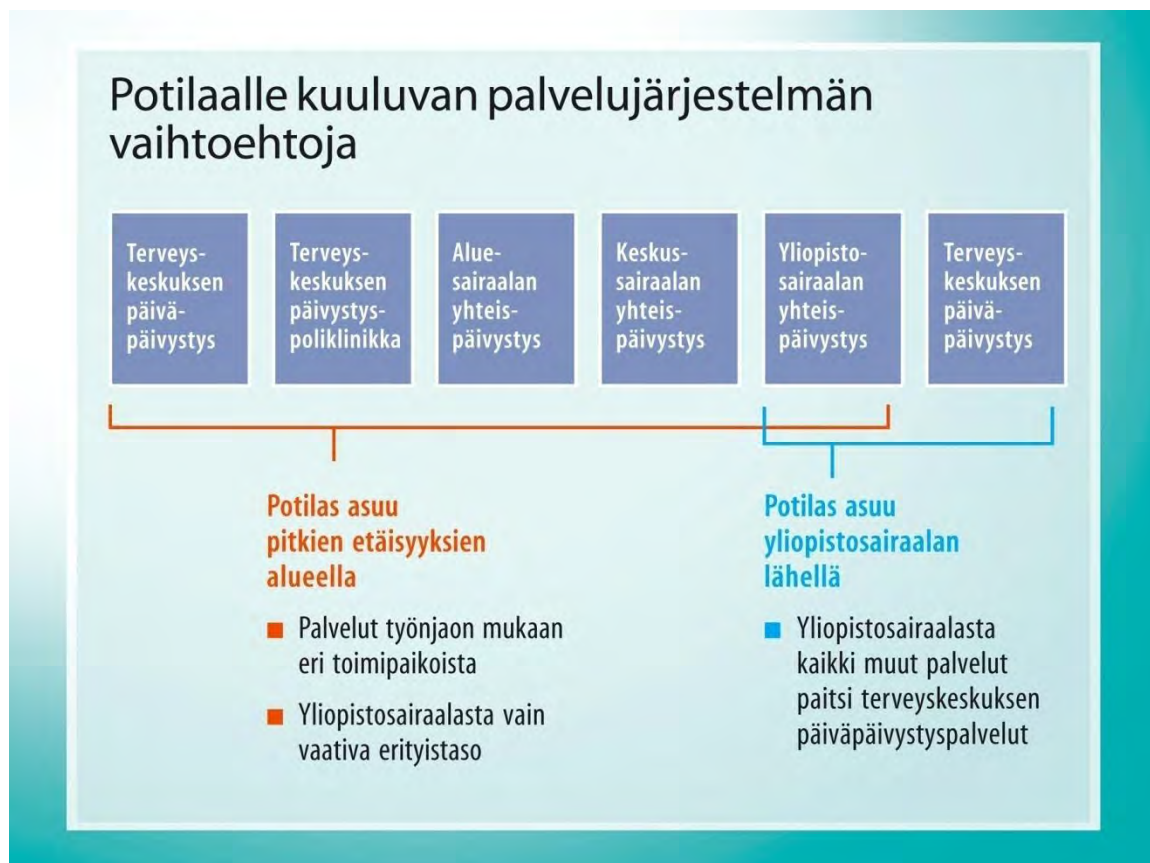 Potilaalle kuuluvan palvelujärjestelmän
vaihtoehtoja
Terveys-
keskuksen
päivä-
päivystys
Terveys-
keskuksen
päivystys-
poliklinikka
Alue-
sairaalan
yhteis-
päivystys
Keskus-
sairaalan
yhteis-
päivystys
Yliopisto-
sairaalan
yhteis-
päivystys
Terveys-
keskuksen
päivä-
päivystys
Potilas asuu
pitkien etäisyyksien
alueella
Palvelut työnjaon mukaan
eri toimipaikoista
Yliopistosairaalasta vain
vaativa erityistaso
Potilas asuu
yliopistosairaalan
lähellä
Yliopistosairaalasta
kaikki muut palvelut
paitsi terveyskeskuksen
päiväpäivystyspalvelut